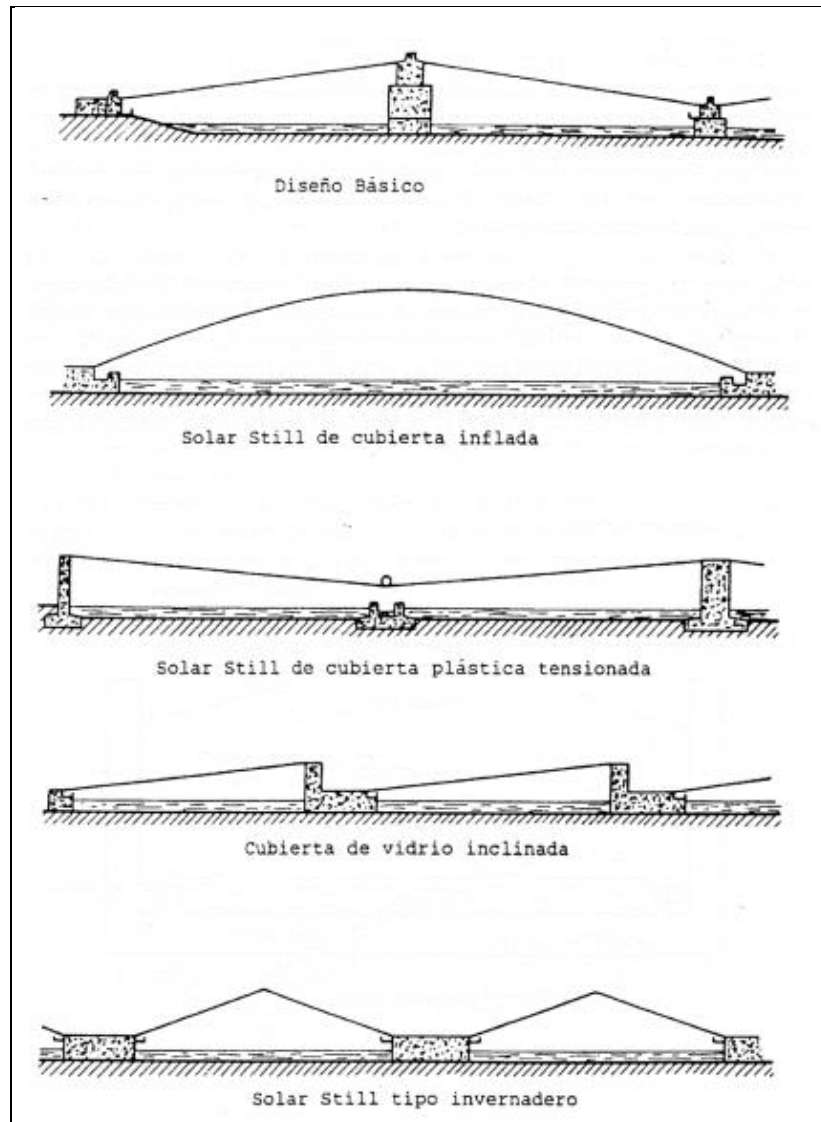 Diseño Básico
Solar Still de cubierta inflada
Solar Still de cubierta plástica tensionada
Cubierta de vidrio inclinada
Solar Still tipo invernadero